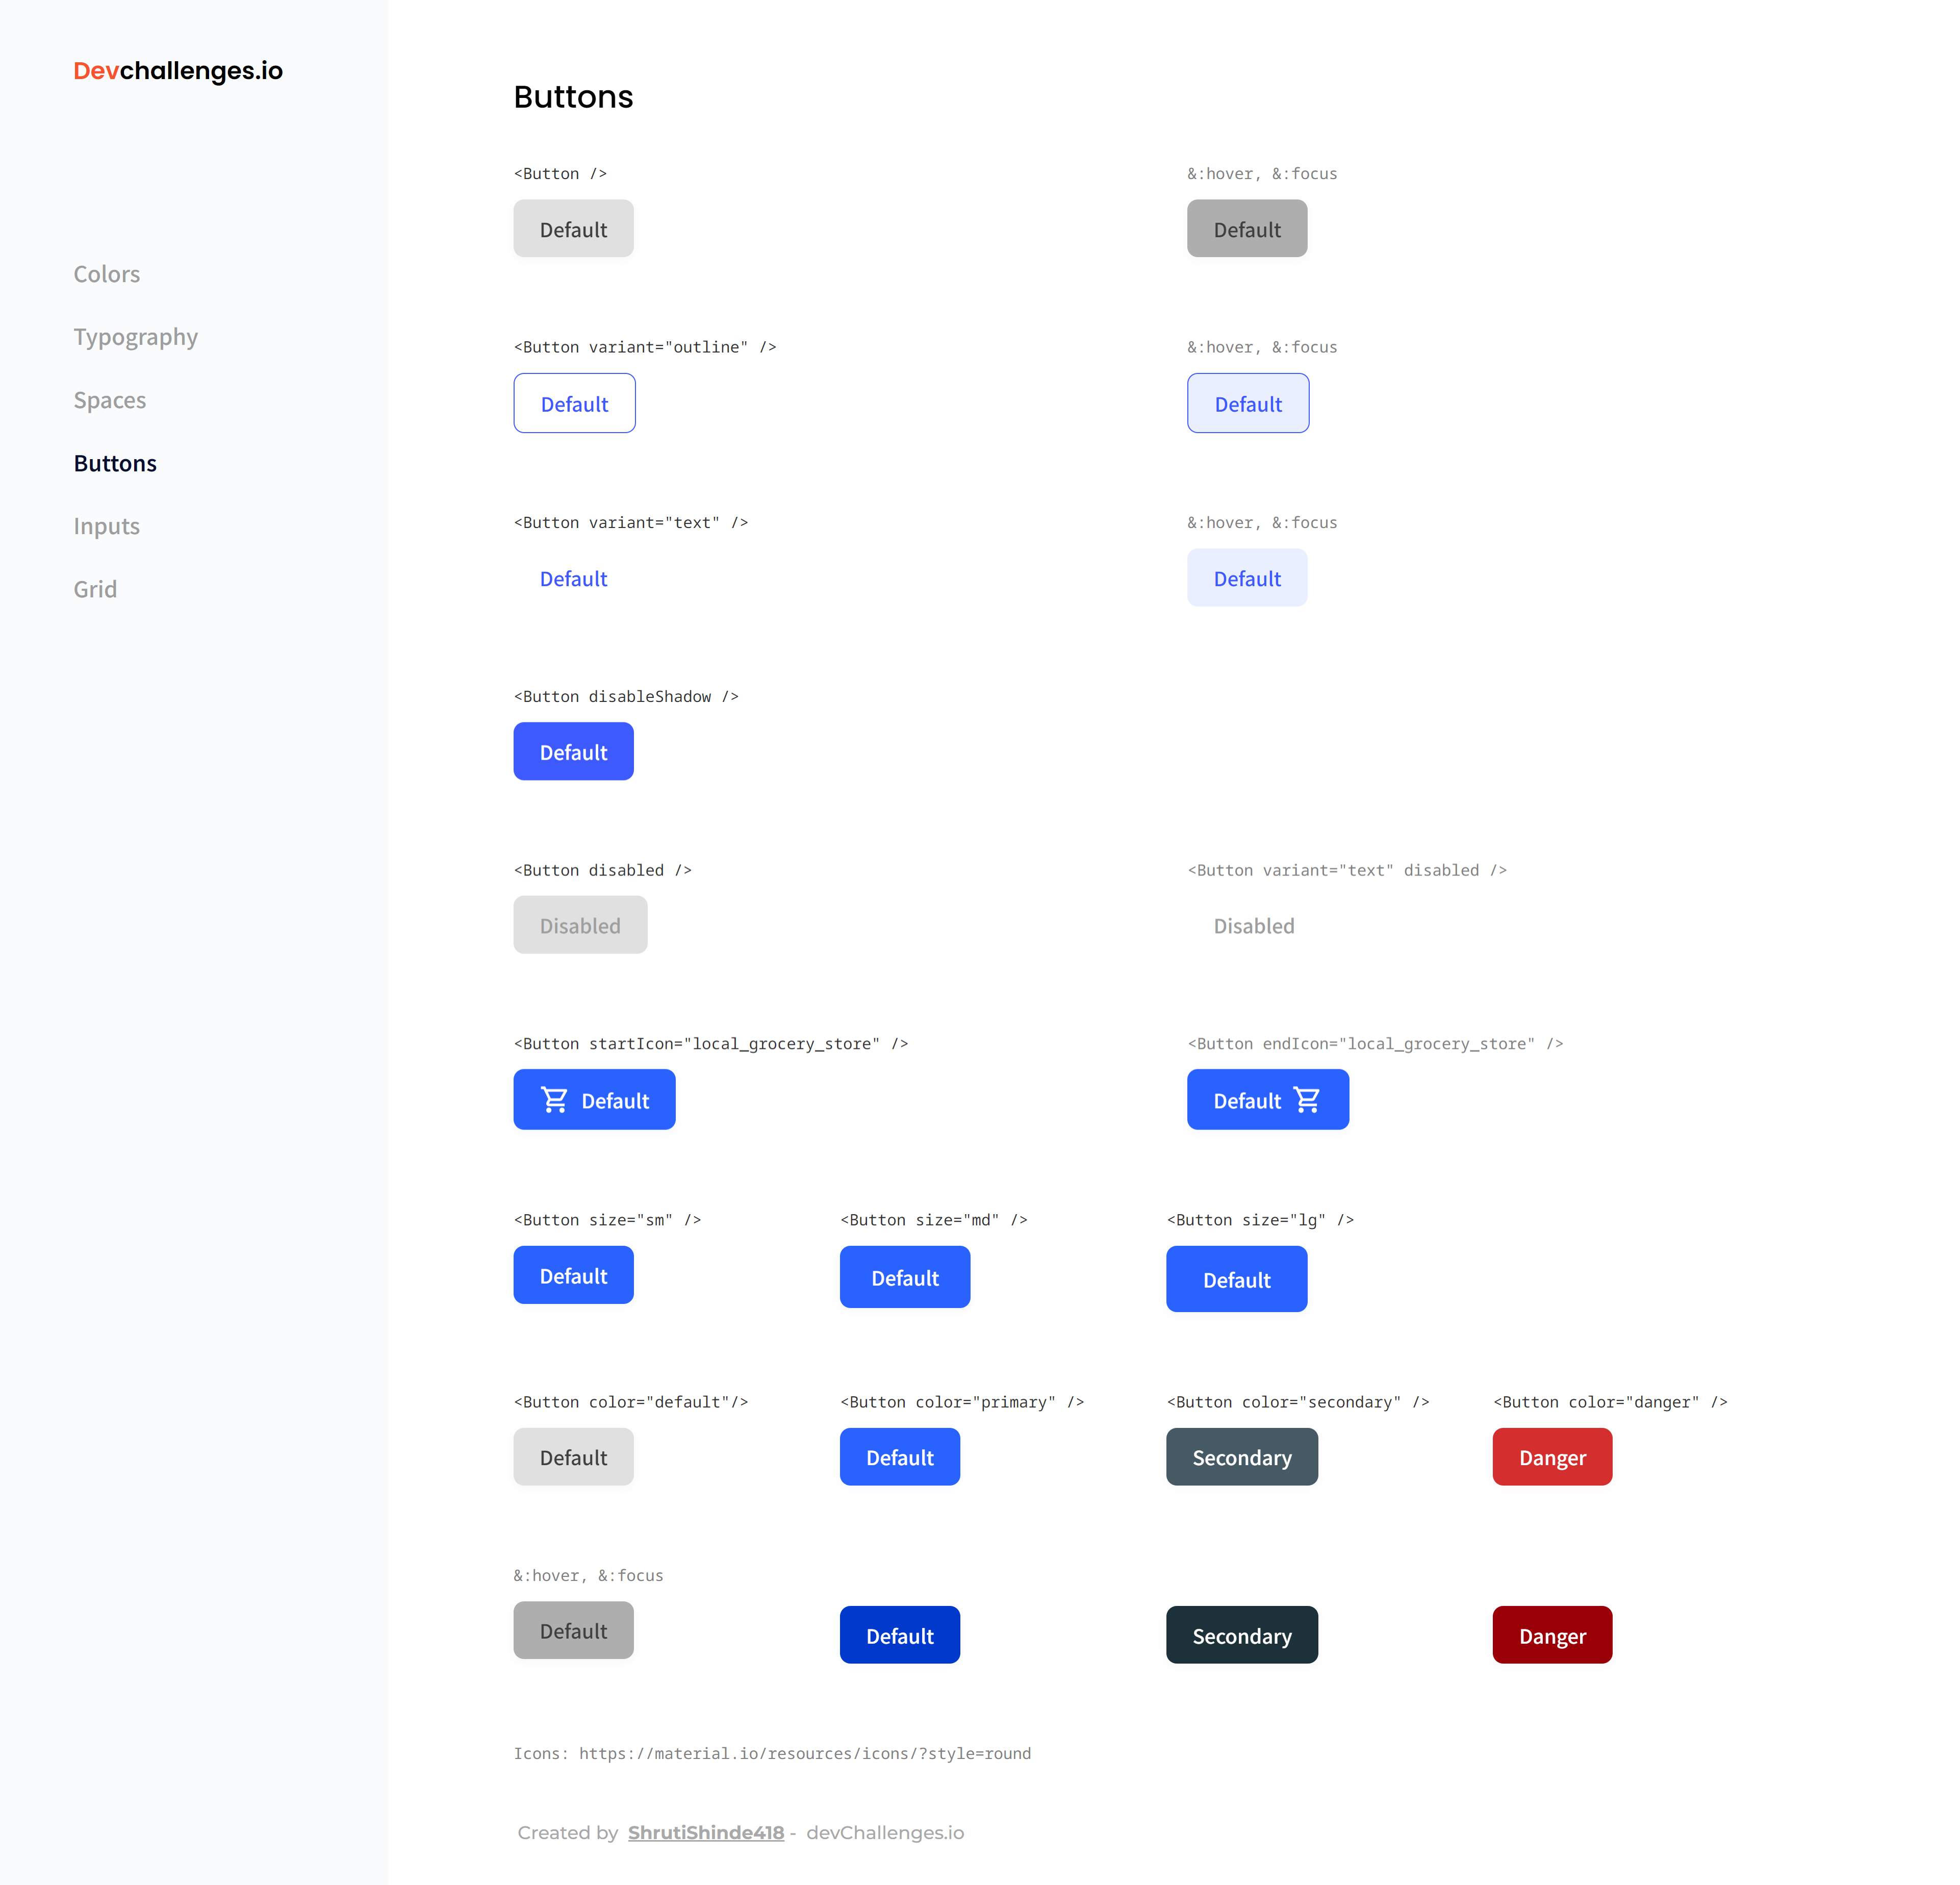 Devchallenges.io
Colors
Typography
Spaces
Buttons
Inputs
Grid
Buttons
<Button />
&:hover, &:focus
Default
Default
<Button variant="outline" />
&:hover, &:focus
Default
Default
<Button variant="text" />
&:hover, &:focus
Default
Default
<Button disableShadow />
Default
<Button disabled />
<Button variant="text" disabled />
Disabled
Disabled
<Button startIcon="local_grocery_store" />
<Button endIcon="local_grocery_store" />
Default
Default
<Button size="sm" />
<Button size="md" />
<Button size="lg" />
Default
Default
Default
<Button color="default"/>
<Button color="primary" />
<Button color="secondary" />
<Button color="danger" />
Default
Default
Secondary
Danger
&:hover, &:focus
Default
Default
Secondary
Danger
Icons: https://material.io/resources/icons/?style=round
Created by ShrutiShinde418 - devChallenges.io